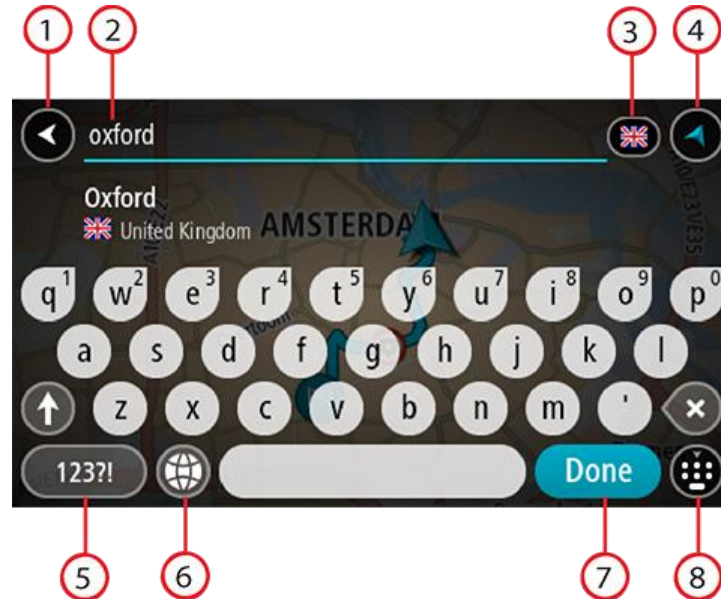 1 2 3 4
oxford
Oxford
United Kingdom
AMSTERDA
q1 w2 e3 r4 t5 y6 u7 i8 o9 p0
a s d f g h j k l
z x c v b n m '
123?! Done
5 6 7 8